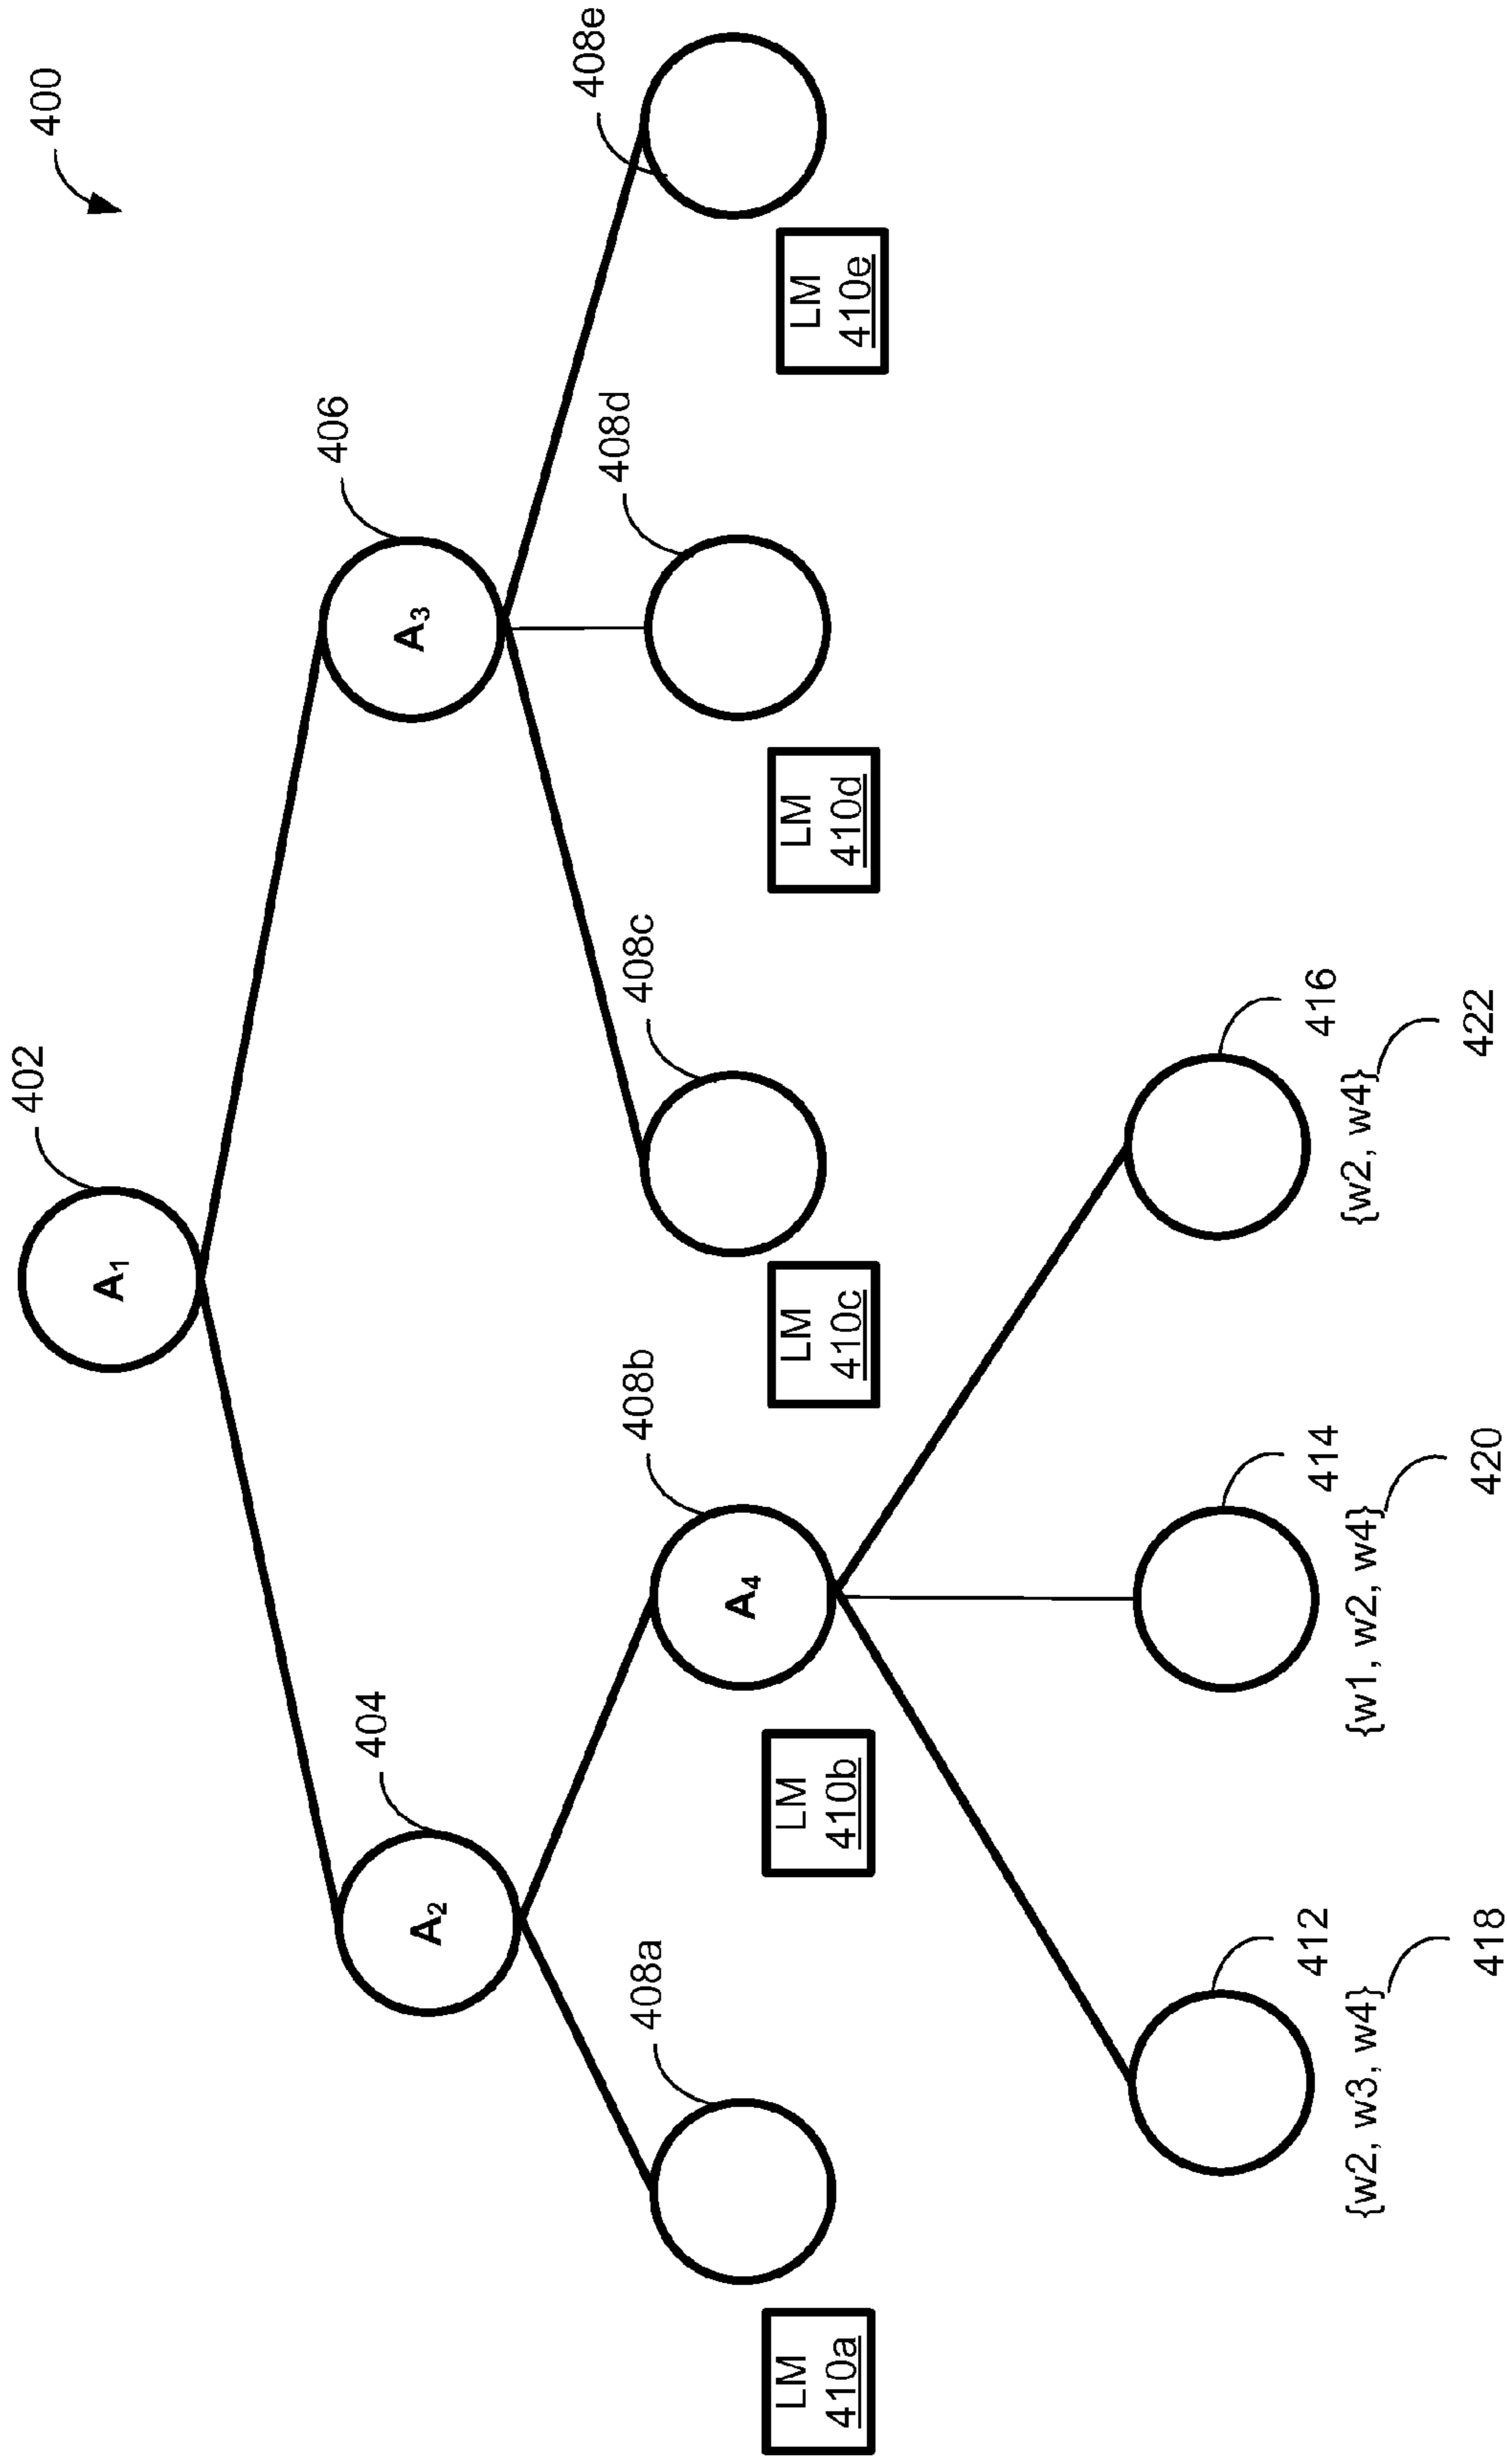 400
402
A1
404
A2
406
A3
408a
408b
A4
408c
408d
408e
LM
410a
LM
410b
LM
410c
LM
410d
LM
410e
412
414
416
{w2, w3, w4}
{w1, w2, w4}
{w2, w4}
418
420
422